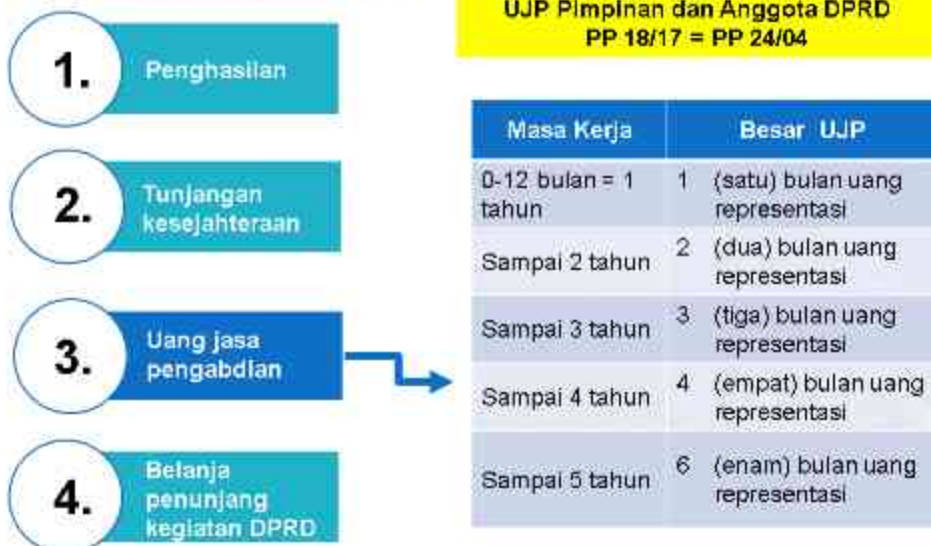 UJP Pimpinan dan Anggota DPRD
PP 18/17 = PP 24/04
1.
Penghasilan
2.
Tunjangan
kesejahteraan
3.
Uang jasa
pengabdian
4.
Belanja
penunjang
kegiatan DPRD
Masa Kerja
Besar UJP
0-12 bulan = 1
tahun
1 (satu) bulan uang
representasi
Sampai 2 tahun
2 (dua) bulan uang
representasi
Sampai 3 tahun
3 (tiga) bulan uang
representasi
Sampai 4 tahun
4 (empat) bulan uang
representasi
Sampai 5 tahun
6 (enam) bulan uang
representasi